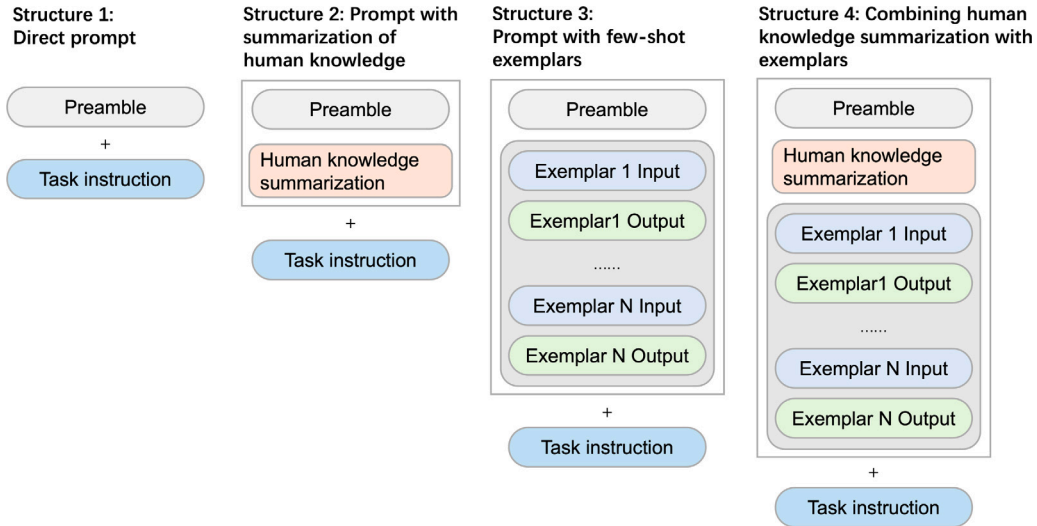 Structure 1:
Direct prompt
Preamble
+
Task instruction
Structure 2: Prompt with
summarization of
human knowledge
Preamble
Human knowledge
summarization
+
Task instruction
Structure 3:
Prompt with few-shot
exemplars
Preamble
Exemplar 1 Input
Exemplar1 Output
......
Exemplar N Input
Exemplar N Output
+
Task instruction
Structure 4: Combining human
knowledge summarization with
exemplars
Preamble
Human knowledge
summarization
Exemplar 1 Input
Exemplar1 Output
......
Exemplar N Input
Exemplar N Output
+
Task instruction